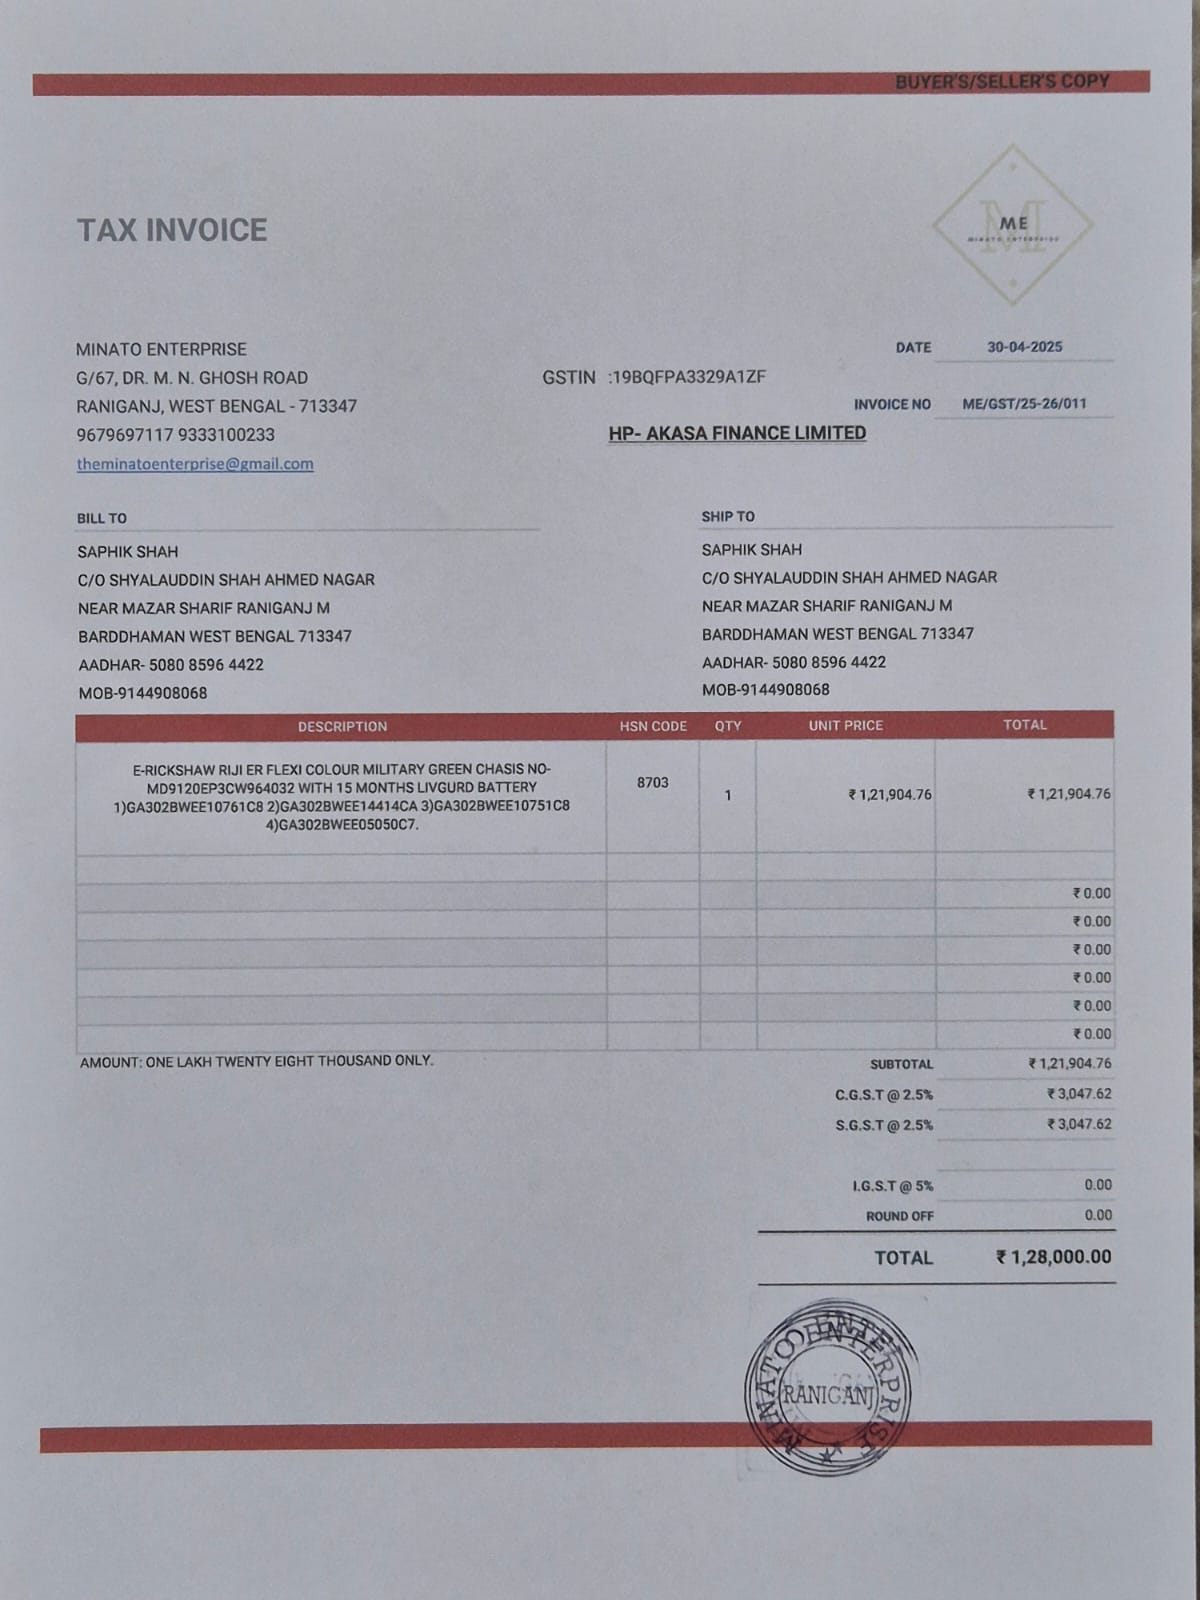 BUYER'S/SELLER'S COPY
TAX INVOICE
ME
MINATO ENTERPRISE
MINATO ENTERPRISE
G/67, DR. M. N. GHOSH ROAD
RANIGANJ, WEST BENGAL - 713347
9679697117 9333100233
theminatoenterprise@gmail.com
GSTIN :19BQFPA3329A1ZF
HP- AKASA FINANCE LIMITED
DATE 30-04-2025
INVOICE NO ME/GST/25-26/011
BILL TO
SAPHIK SHAH
C/O SHYALAUDDIN SHAH AHMED NAGAR
NEAR MAZAR SHARIF RANIGANJ M
BARDDHAMAN WEST BENGAL 713347
AADHAR- 5080 8596 4422
MOB-9144908068
SHIP TO
SAPHIK SHAH
C/O SHYALAUDDIN SHAH AHMED NAGAR
NEAR MAZAR SHARIF RANIGANJ M
BARDDHAMAN WEST BENGAL 713347
AADHAR- 5080 8596 4422
MOB-9144908068
DESCRIPTION HSN CODE QTY UNIT PRICE TOTAL
E-RICKSHAW RIJI ER FLEXI COLOUR MILITARY GREEN CHASIS NO-
MD9120EP3CW964032 WITH 15 MONTHS LIVGURD BATTERY
1)GA302BWEE10761C8 2)GA302BWEE14414CA 3)GA302BWEE10751C8
4)GA302BWEE05050C7.
8703 1 ₹ 1,21,904.76 ₹ 1,21,904.76
₹ 0.00
₹ 0.00
₹ 0.00
₹ 0.00
₹ 0.00
₹ 0.00
AMOUNT: ONE LAKH TWENTY EIGHT THOUSAND ONLY.
SUBTOTAL ₹ 1,21,904.76
C.G.S.T @ 2.5% ₹ 3,047.62
S.G.S.T @ 2.5% ₹ 3,047.62
I.G.S.T @ 5% 0.00
ROUND OFF 0.00
TOTAL ₹ 1,28,000.00
MINATO ENTERPRISE
RANIGANJ